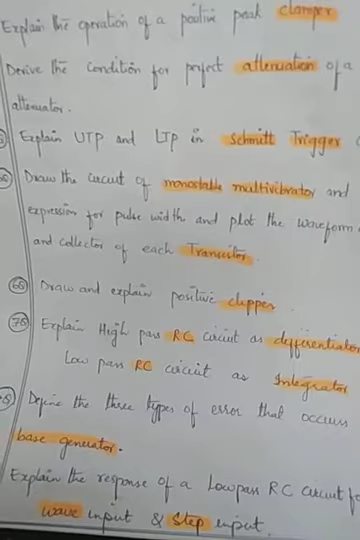 Explain the operation of a positive peak clamper
Derive the condition for perfect attenuation of a
attenuator.
Explain UTP and LTP in Schmitt Trigger
Draw the circuit of monostable multivibrator and
expression for pulse width and plot the waveform
and collector of each Transistor.
Draw and explain positive clipper.
Explain High pass RC circuit as differentiator
Low pass RC circuit as Integrator
Define the three types of error that occurs
base generator.
Explain the response of a Lowpass RC circuit
wave input & Step input.